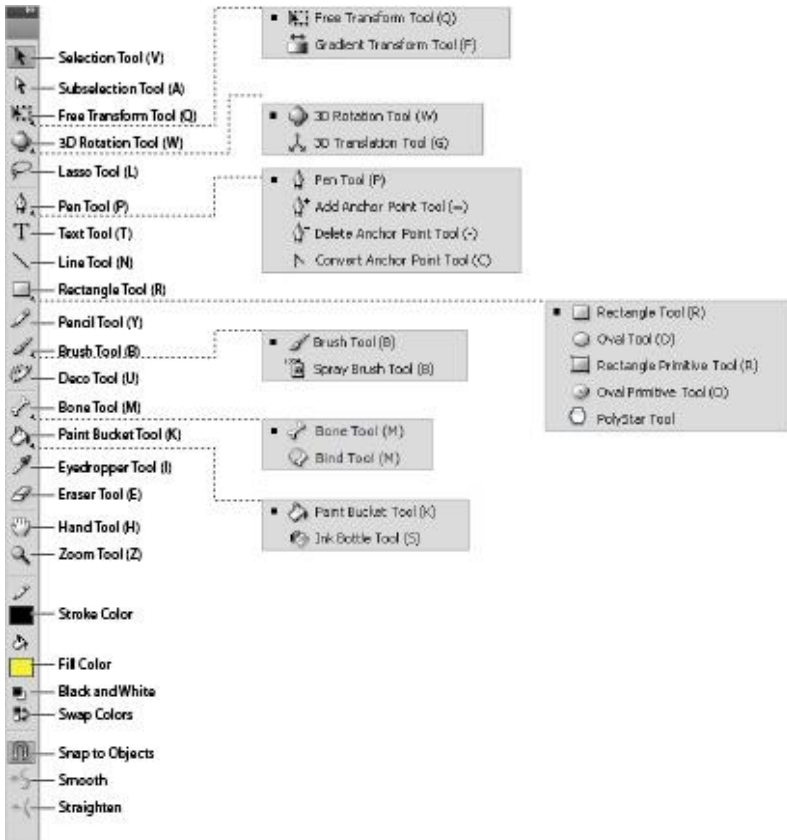 Selection Tool (V)
Subselection Tool (A)
Free Transform Tool (Q)
3D Rotation Tool (W)
Lasso Tool (L)
Pen Tool (P)
Text Tool (T)
Line Tool (N)
Rectangle Tool (R)
Pencil Tool (Y)
Brush Tool (B)
Deco Tool (U)
Bone Tool (M)
Paint Bucket Tool (K)
Eyedropper Tool (I)
Eraser Tool (E)
Hand Tool (H)
Zoom Tool (Z)
Stroke Color
Fill Color
Black and White
Swap Colors
Snap to Objects
Smooth
Straighten
Free Transform Tool (Q)
Gradient Transform Tool (F)
3D Rotation Tool (W)
3D Translation Tool (G)
Pen Tool (P)
Add Anchor Point Tool (=)
Delete Anchor Point Tool (-)
Convert Anchor Point Tool (C)
Rectangle Tool (R)
Oval Tool (O)
Rectangle Primitive Tool (R)
Oval Primitive Tool (O)
PolyStar Tool
Brush Tool (B)
Spray Brush Tool (B)
Bone Tool (M)
Bind Tool (M)
Paint Bucket Tool (K)
Ink Bottle Tool (S)